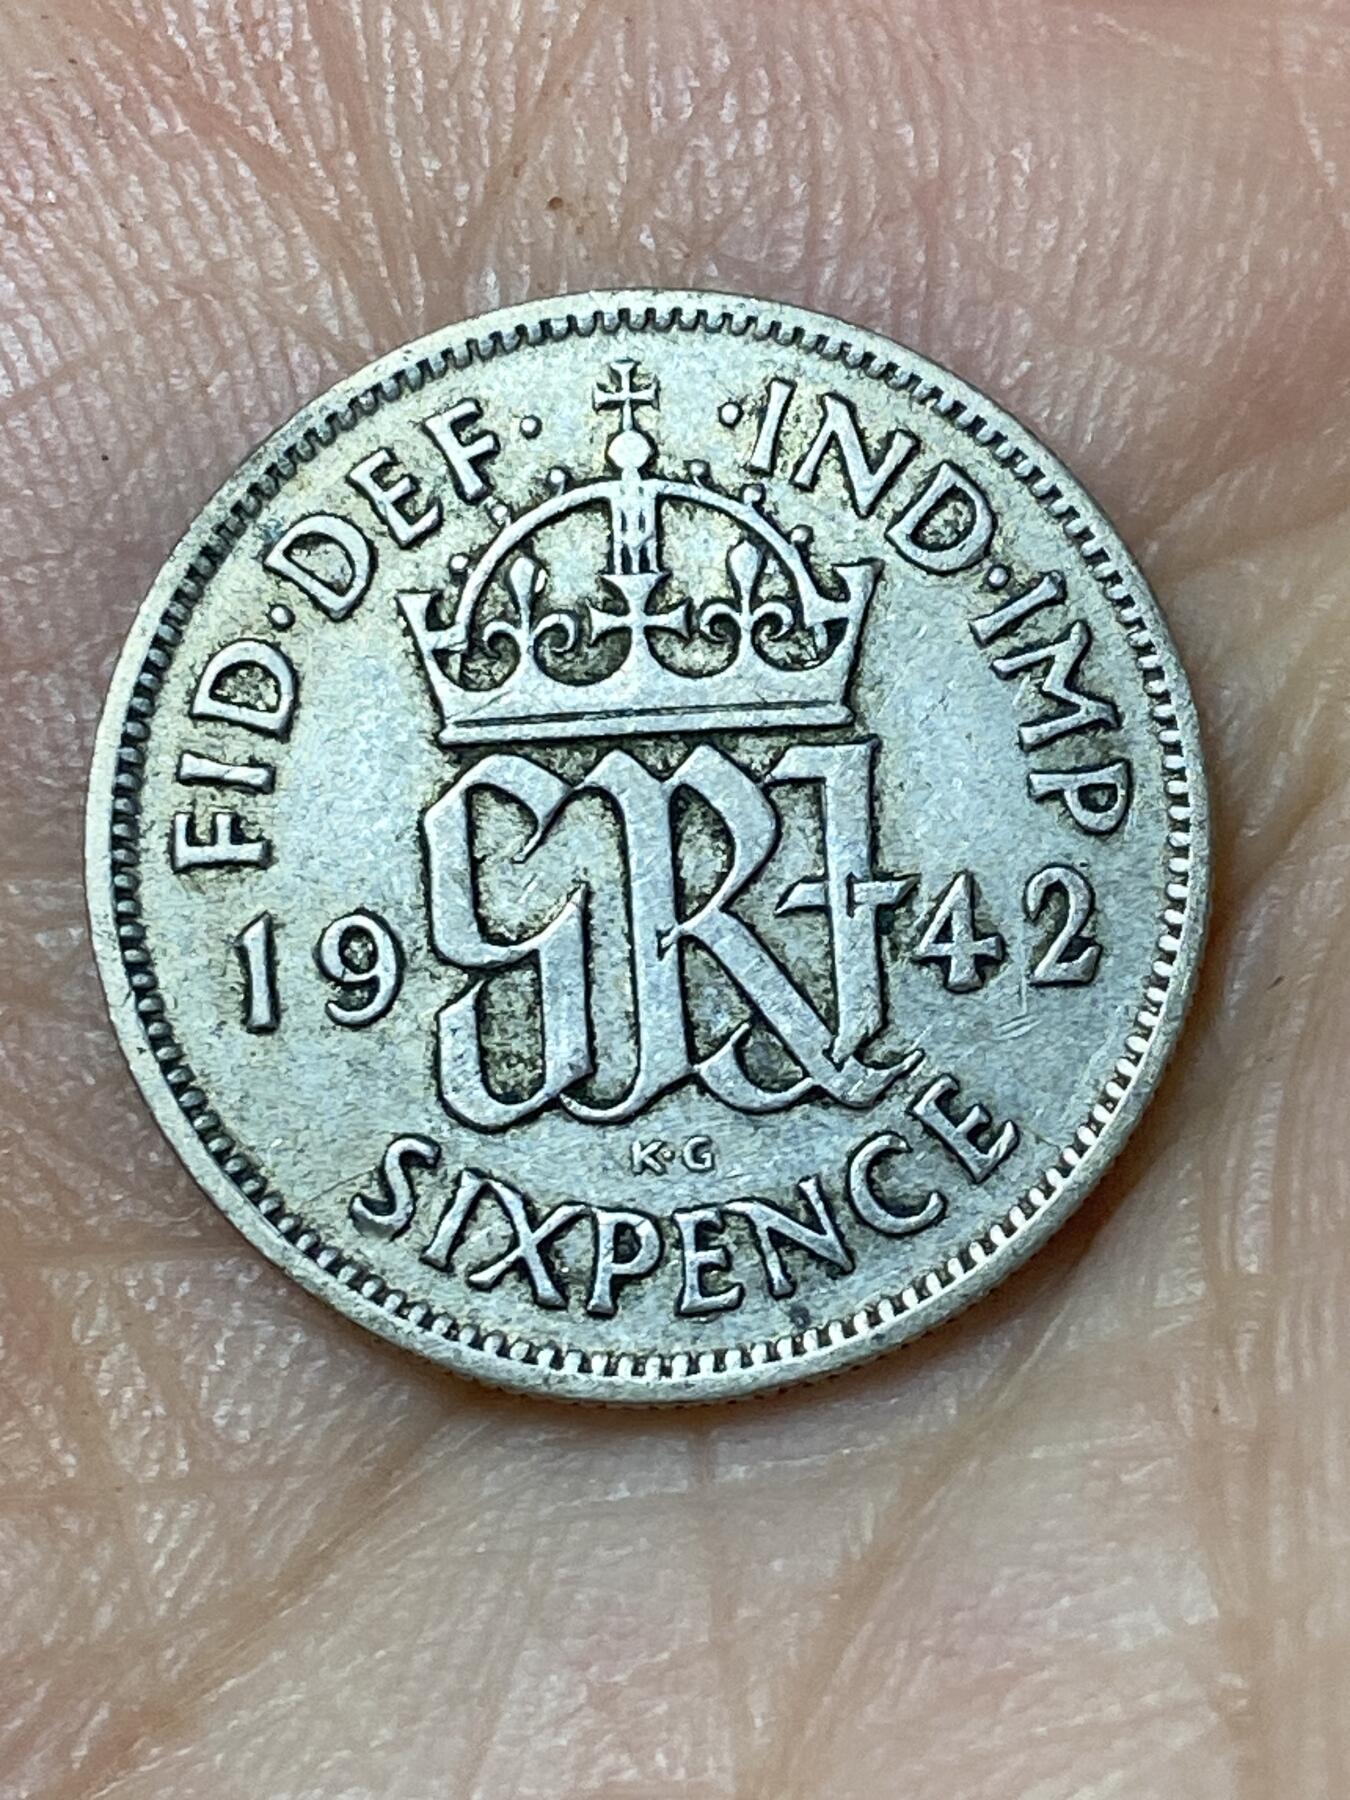 FID·DEF· ·IND·IMP
19 GRI 42
K·G
SIXPENCE